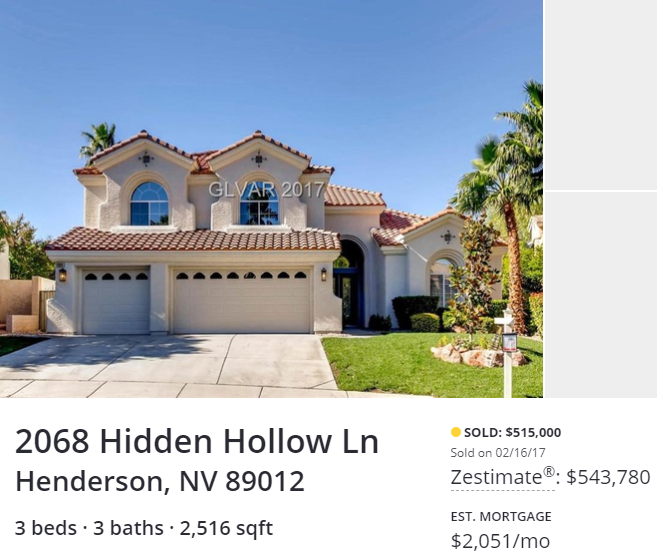 GLVAR 2017
2068 Hidden Hollow Ln
Henderson, NV 89012
3 beds · 3 baths · 2,516 sqft
SOLD: $515,000
Sold on 02/16/17
Zestimate®: $543,780
EST. MORTGAGE
$2,051/mo